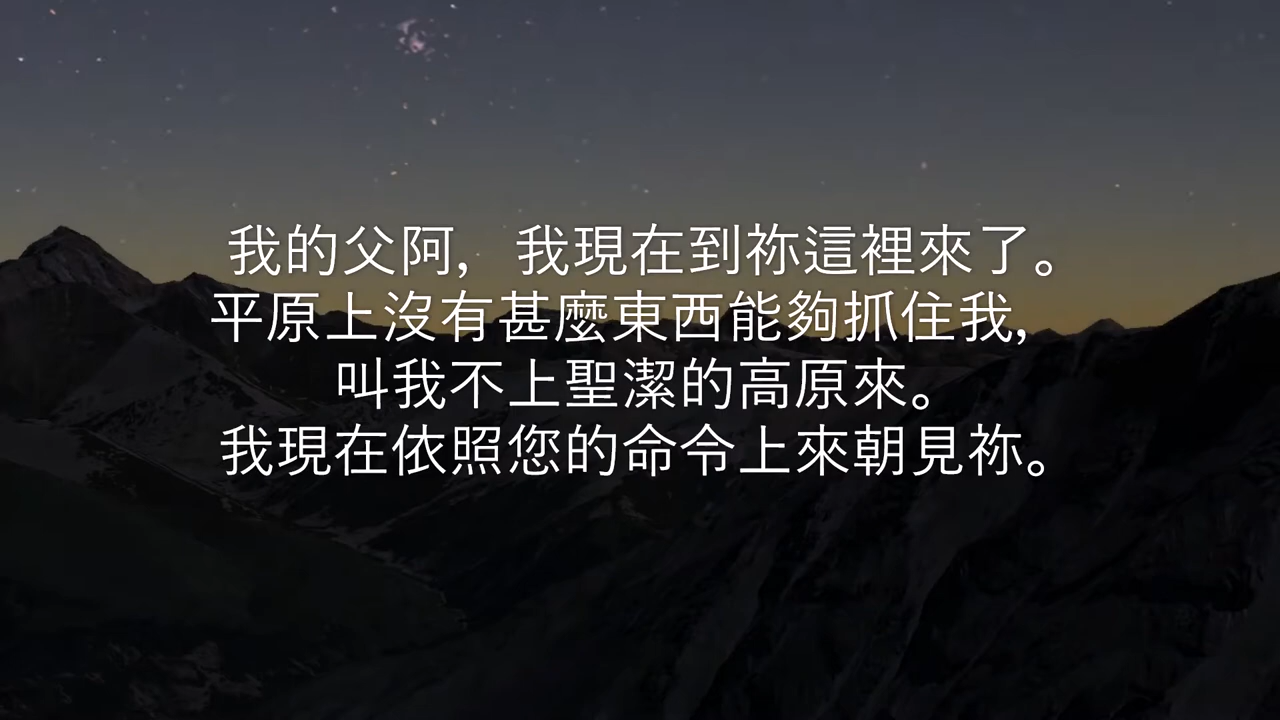 我的父阿， 我現在到祢這裡來了。
平原上沒有甚麼東西能夠抓住我，
叫我不上聖潔的高原來。
我現在依照您的命令上來朝見祢。